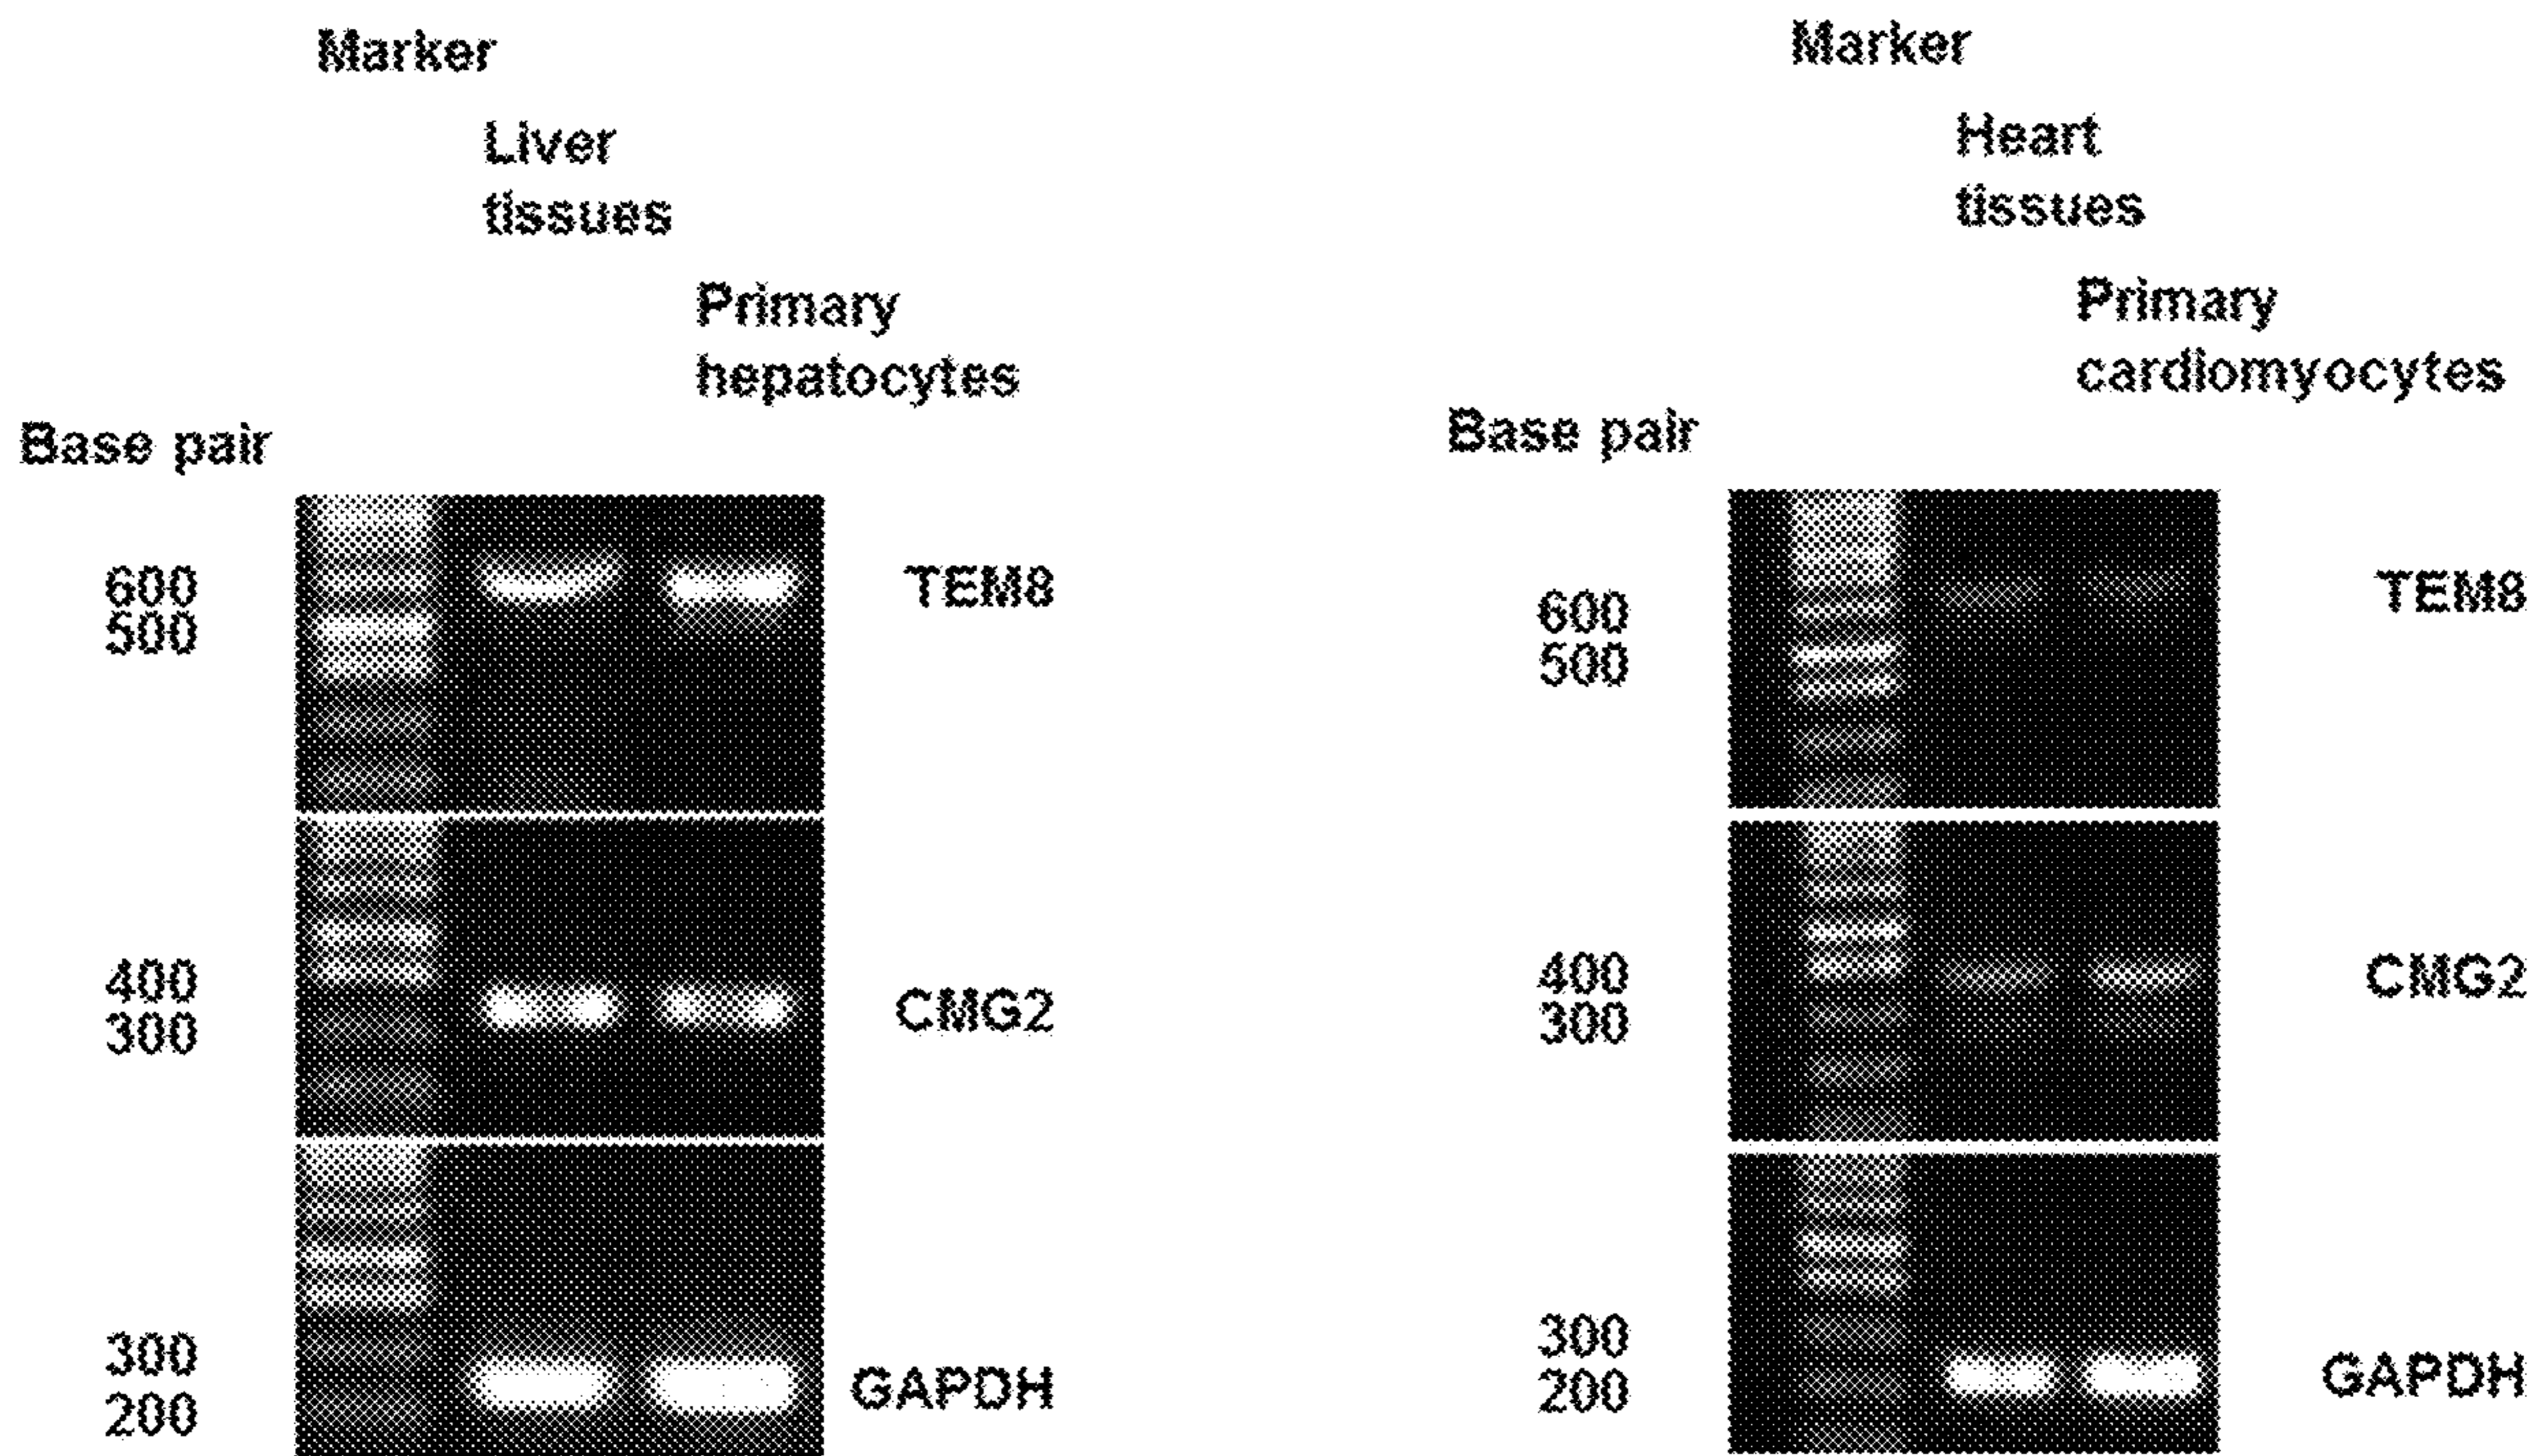 Marker
Liver
tissues
Primary
hepatocytes
Base pair
600
500
TEM8
400
300
CMG2
300
200
GAPDH
Marker
Heart
tissues
Primary
cardiomyocytes
Base pair
600
500
TEM8
400
300
CMG2
300
200
GAPDH